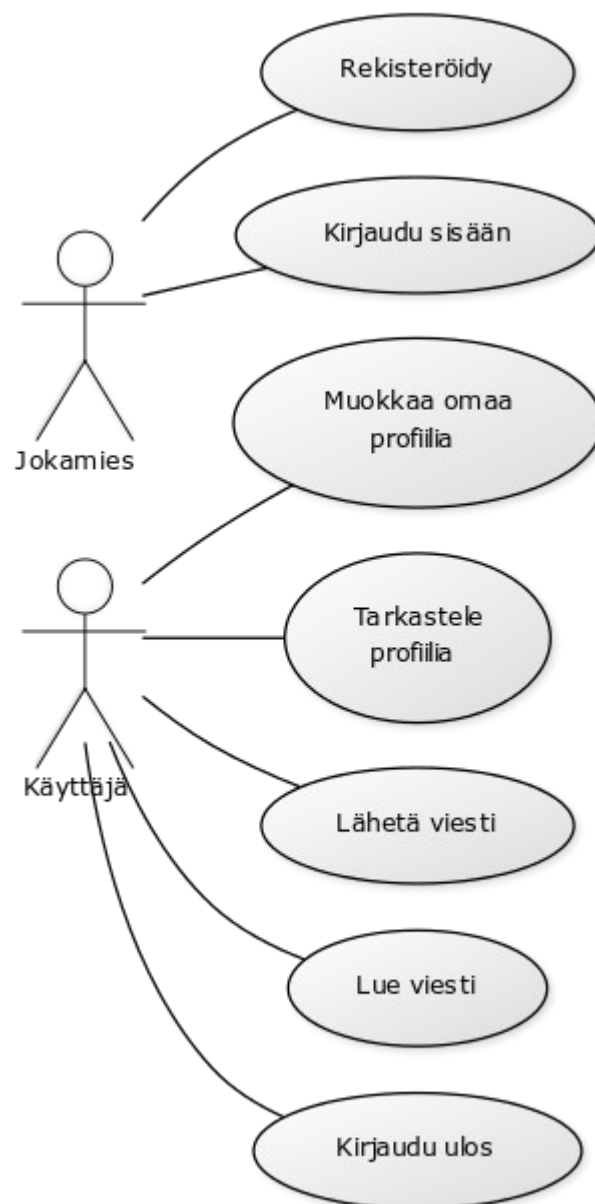 Rekisteröidy
Kirjaudu sisään
Jokamies
Muokkaa omaa
profiilia
Tarkastele
profiilia
Käyttäjä
Lähetä viesti
Lue viesti
Kirjaudu ulos